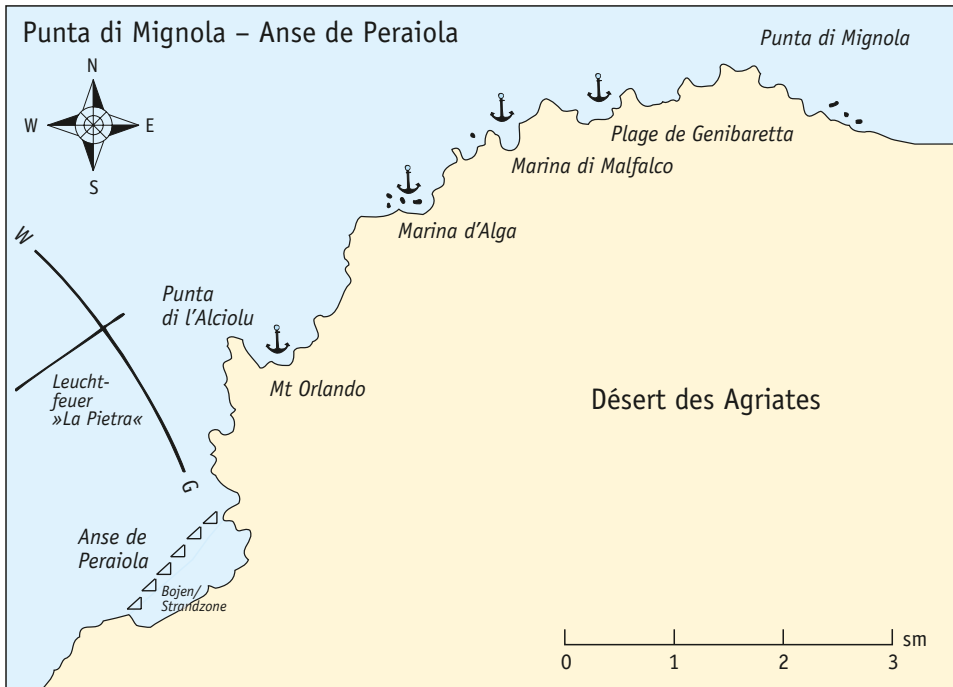 Punta di Mignola – Anse de Peraiola
Punta di Mignola
N
W
E
S
Plage de Genibaretta
Marina di Malfalco
Marina d'Alga
W
Punta
di l'Alciolu
Leucht-
feuer
»La Pietra«
Mt Orlando
Désert des Agriates
G
Anse de
Peraiola
Bojen/
Strandzone
sm
0 1 2 3